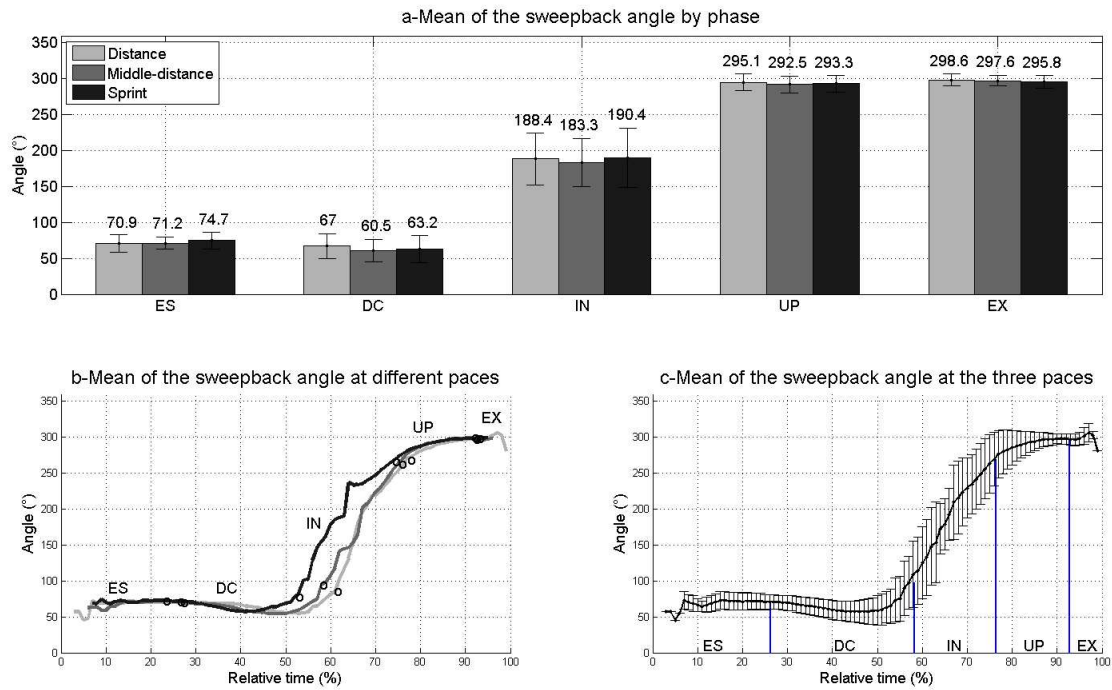 a-Mean of the sweepback angle by phase
Angle (°)
350
300
250
200
150
100
50
0
Distance
Middle-distance
Sprint
70.9 71.2 74.7
67 60.5 63.2
188.4 183.3 190.4
295.1 292.5 293.3
298.6 297.6 295.8
ES DC IN UP EX
b-Mean of the sweepback angle at different paces
Angle (°)
350
300
250
200
150
100
50
0
ES DC IN UP EX
0 10 20 30 40 50 60 70 80 90 100
Relative time (%)
c-Mean of the sweepback angle at the three paces
Angle (°)
350
300
250
200
150
100
50
0
ES DC IN UP EX
0 10 20 30 40 50 60 70 80 90 100
Relative time (%)